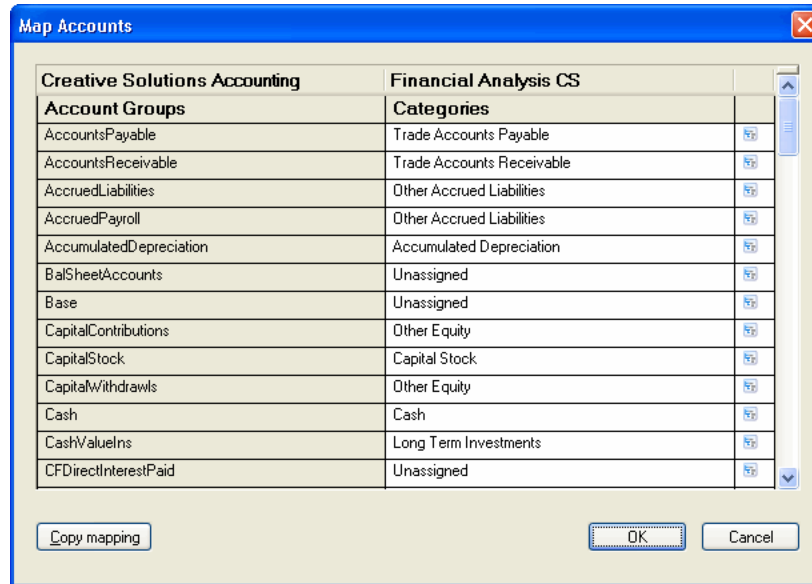 Map Accounts
Creative Solutions Accounting Financial Analysis CS
Account Groups Categories
AccountsPayable Trade Accounts Payable
AccountsReceivable Trade Accounts Receivable
AccruedLiabilities Other Accrued Liabilities
AccruedPayroll Other Accrued Liabilities
AccumulatedDepreciation Accumulated Depreciation
BalSheetAccounts Unassigned
Base Unassigned
CapitalContributions Other Equity
CapitalStock Capital Stock
CapitalWithdrawls Other Equity
Cash Cash
CashValueIns Long Term Investments
CFDirectInterestPaid Unassigned
Copy mapping OK Cancel